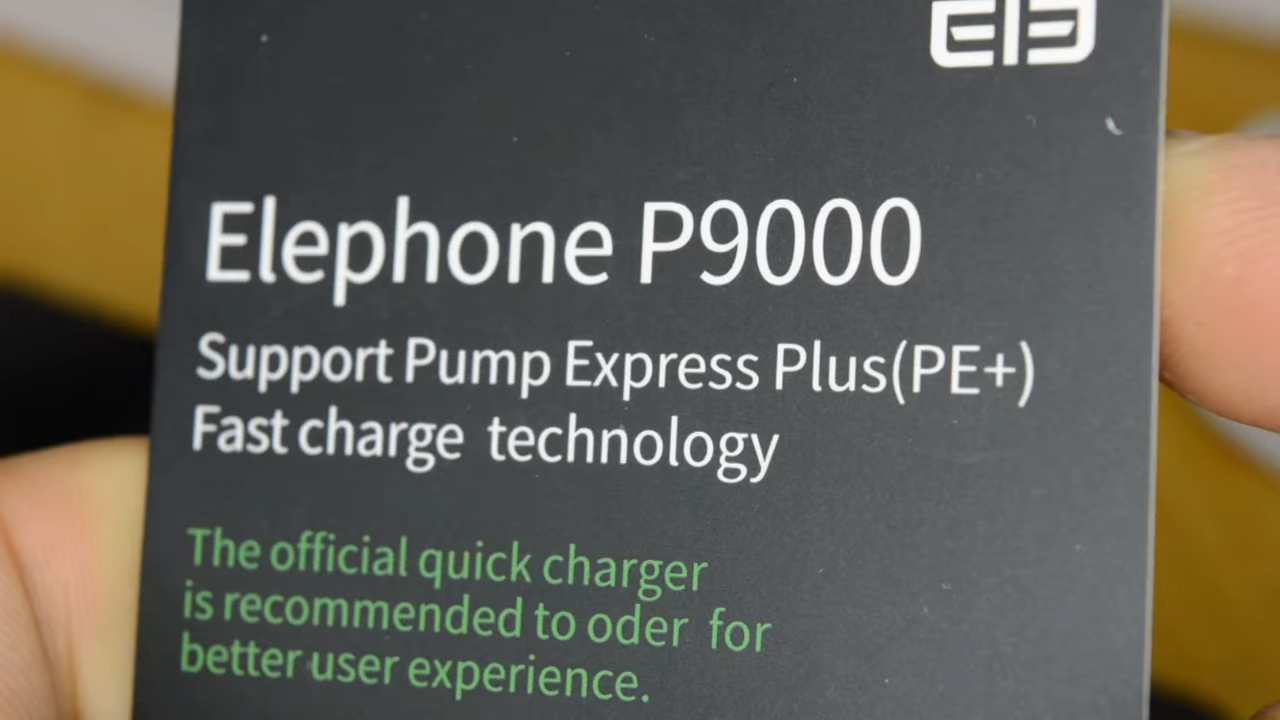 ele
Elephone P9000
Support Pump Express Plus(PE+)
Fast charge technology
The official quick charger
is recommended to oder for
better user experience.